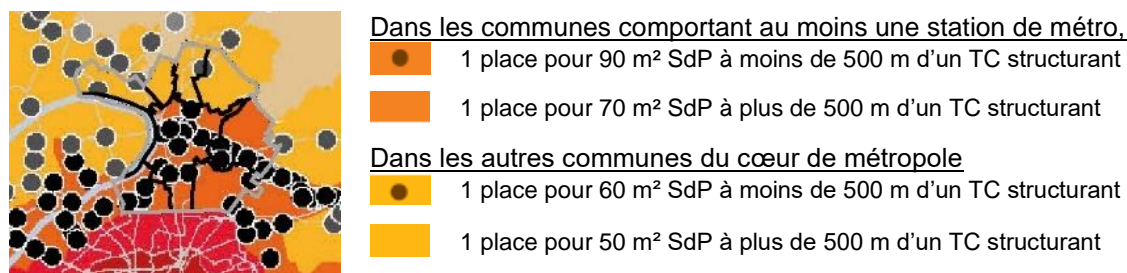 Dans les communes comportant au moins une station de métro,
1 place pour 90 m² SdP à moins de 500 m d’un TC structurant
1 place pour 70 m² SdP à plus de 500 m d’un TC structurant
Dans les autres communes du cœur de métropole
1 place pour 60 m² SdP à moins de 500 m d’un TC structurant
1 place pour 50 m² SdP à plus de 500 m d’un TC structurant